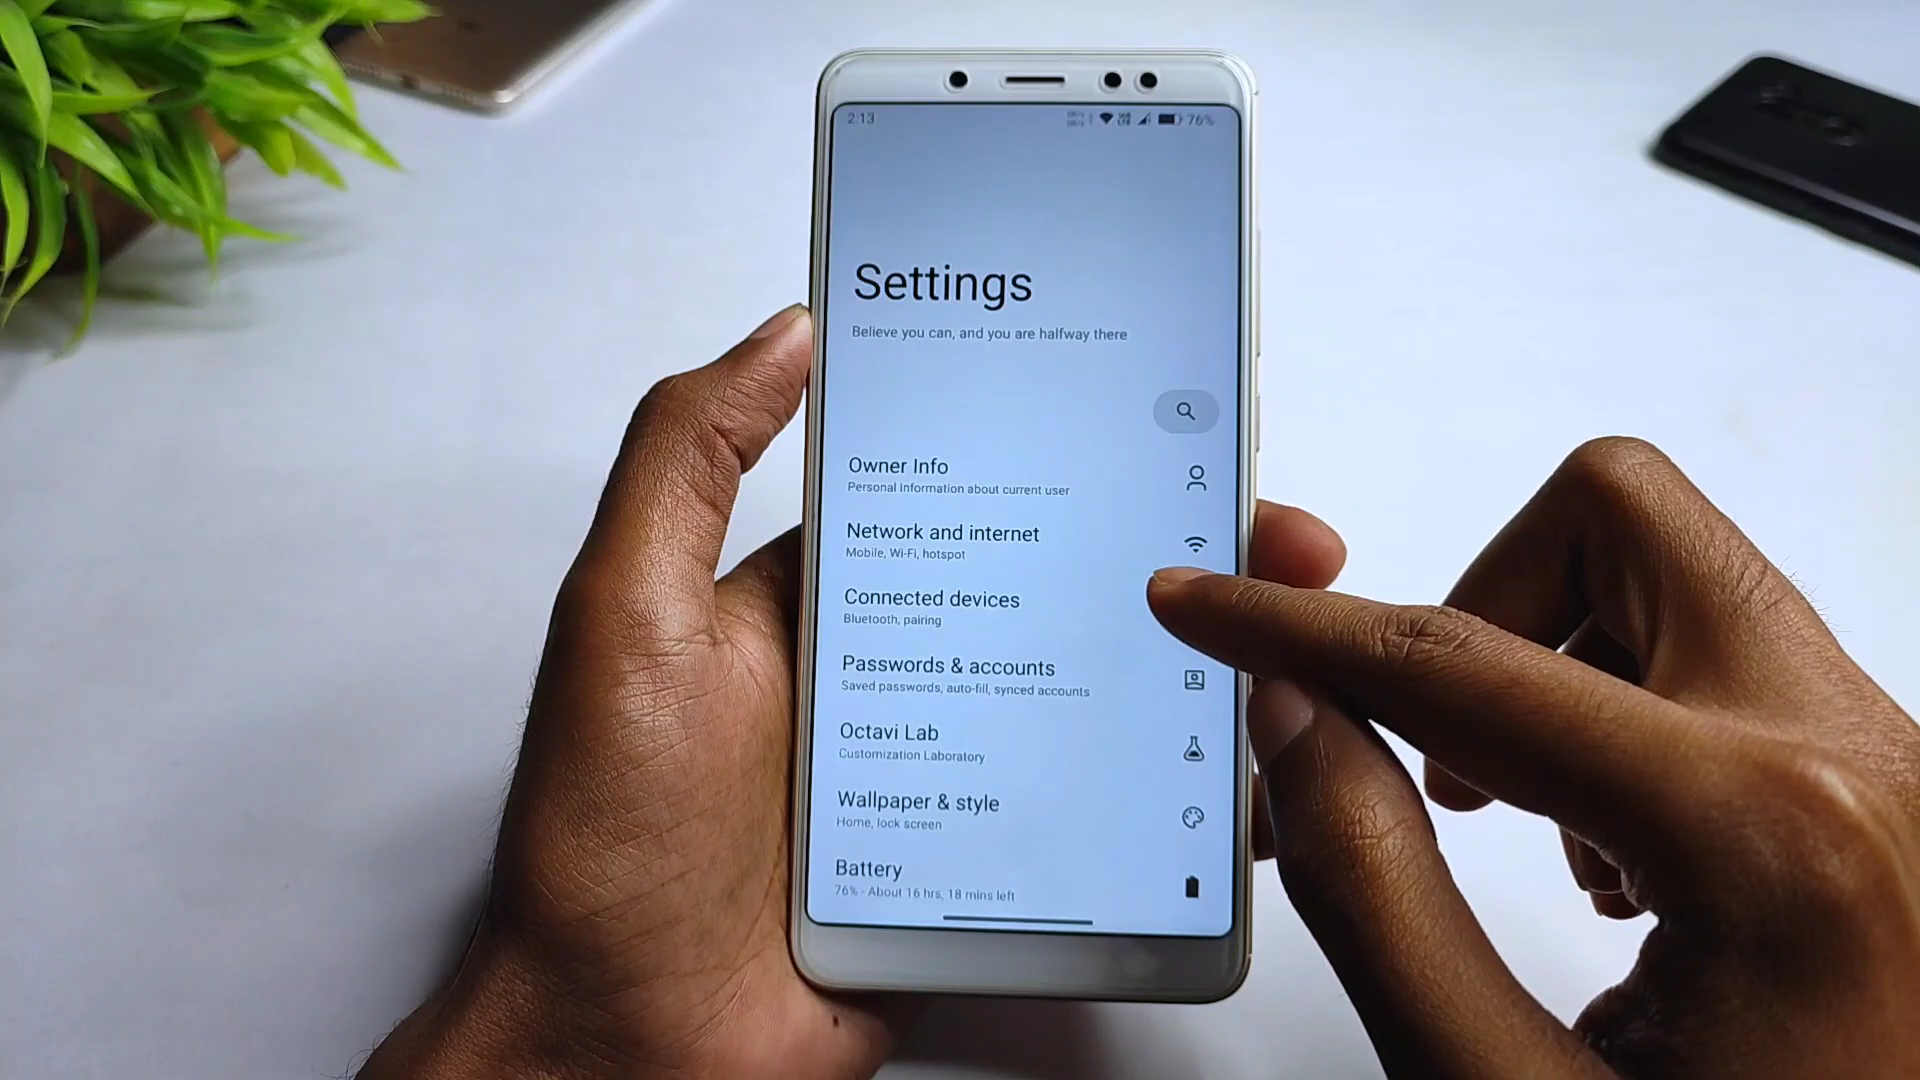 2:13
76%
Settings
Believe you can, and you are halfway there
Owner Info
Personal Information about current user
Network and internet
Mobile, Wi-Fi, hotspot
Connected devices
Bluetooth, pairing
Passwords & accounts
Saved passwords, auto-fill, synced accounts
Octavi Lab
Customization Laboratory
Wallpaper & style
Home, lock screen
Battery
76% - About 16 hrs, 18 mins left